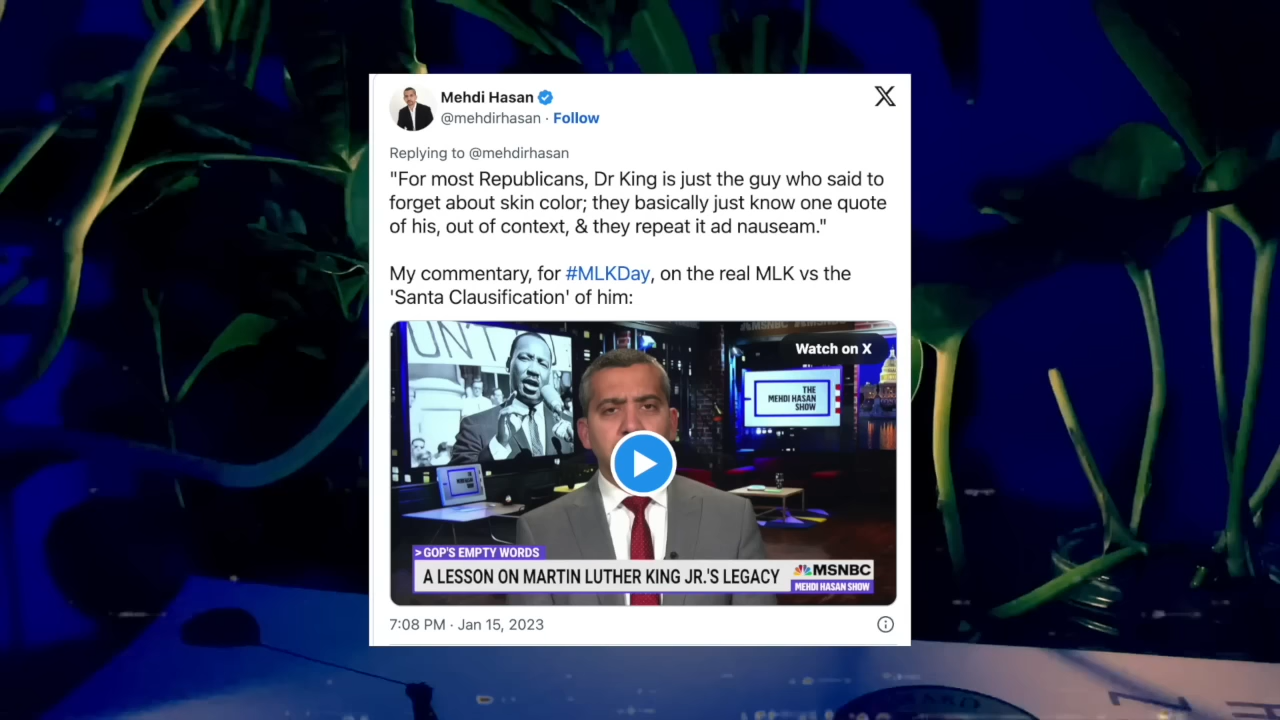 Mehdi Hasan
@mehdirhasan · Follow
Replying to @mehdirhasan
"For most Republicans, Dr King is just the guy who said to
forget about skin color; they basically just know one quote
of his, out of context, & they repeat it ad nauseam."
My commentary, for #MLKDay, on the real MLK vs the
'Santa Clausification' of him:
Watch on X
THE
MEHDI HASAN
SHOW
> GOP'S EMPTY WORDS
A LESSON ON MARTIN LUTHER KING JR.'S LEGACY
MSNBC
MEHDI HASAN SHOW
7:08 PM · Jan 15, 2023